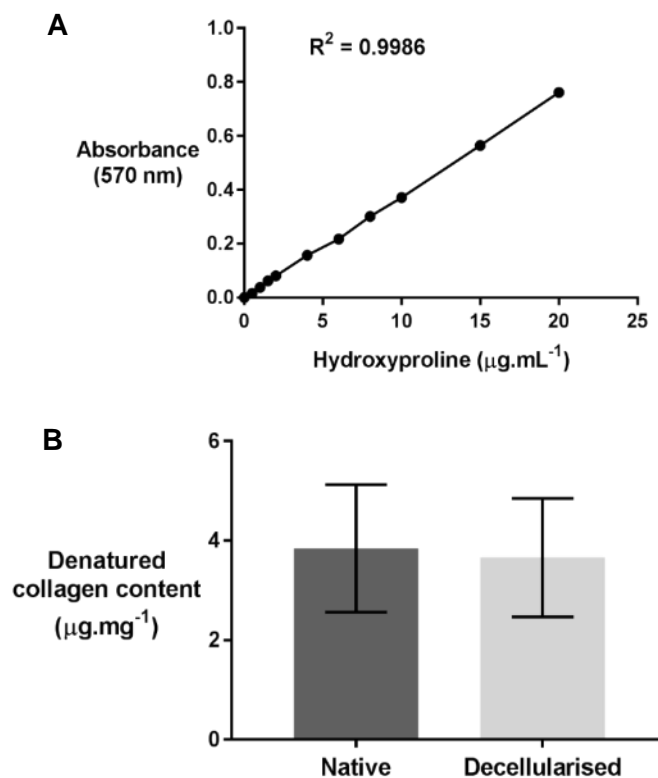 A
R² = 0.9986
Absorbance
(570 nm)
1.0
0.8
0.6
0.4
0.2
0.0
0 5 10 15 20 25
Hydroxyproline (μg.mL⁻¹)
B
Denatured
collagen content
(μg.mg⁻¹)
6
4
2
0
Native Decellularised